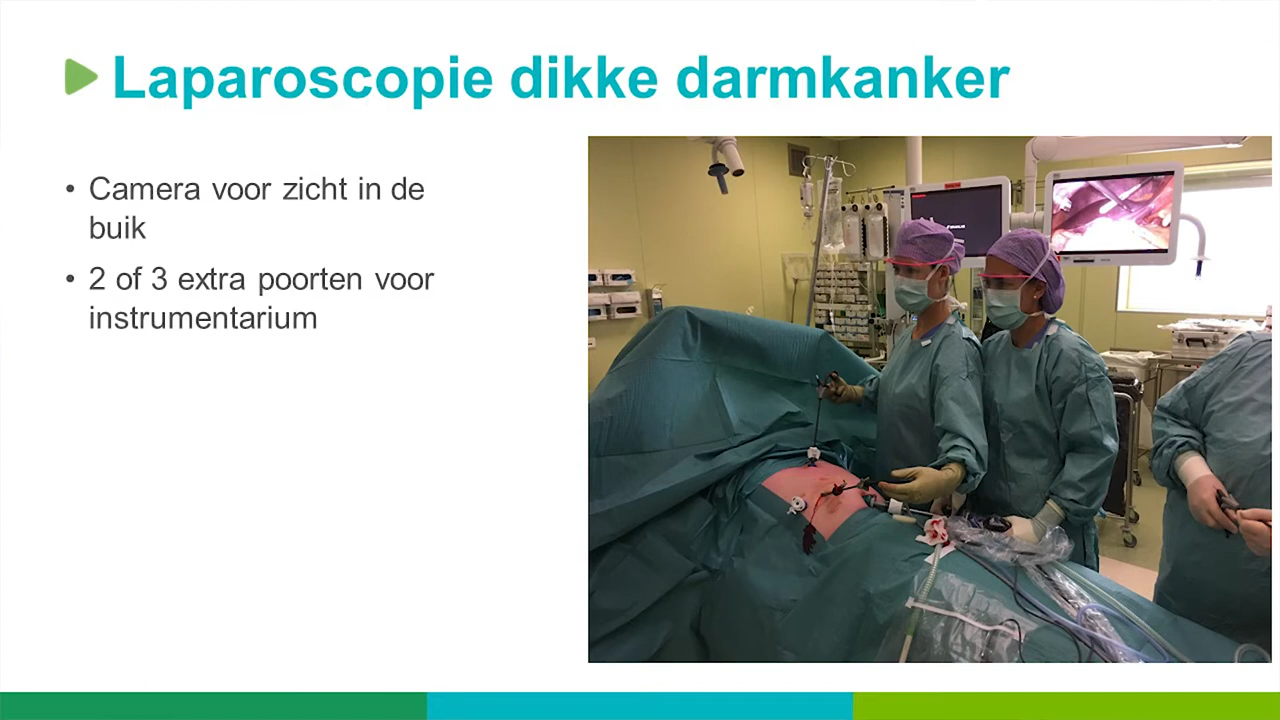 Laparoscopie dikke darmkanker
• Camera voor zicht in de
buik
• 2 of 3 extra poorten voor
instrumentarium